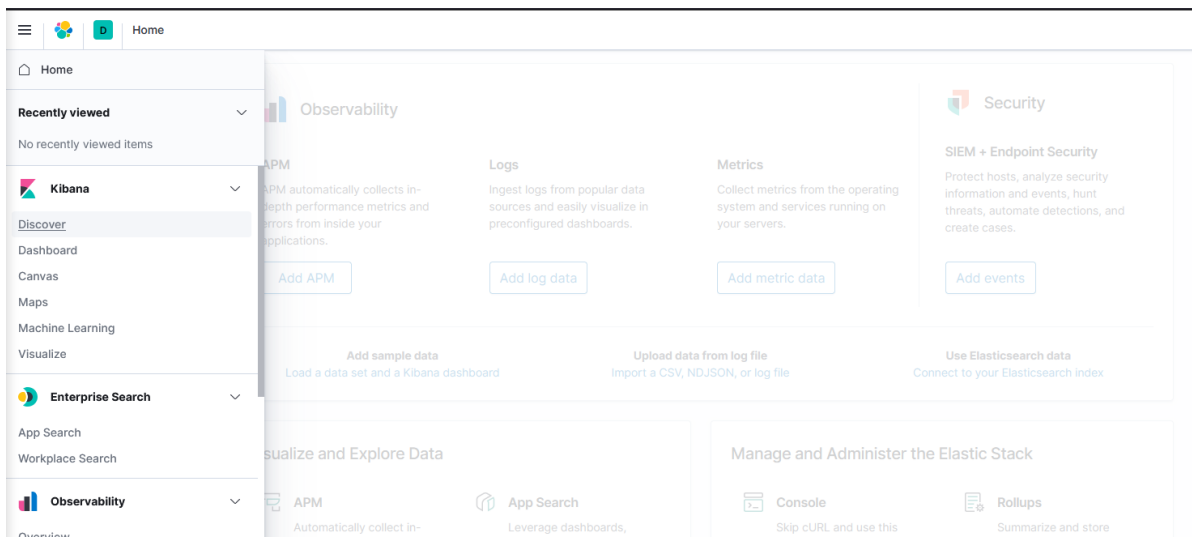 D Home
Home
Recently viewed
No recently viewed items
Kibana
Discover
Dashboard
Canvas
Maps
Machine Learning
Visualize
Enterprise Search
App Search
Workplace Search
Observability
Overview
Observability
APM
APM automatically collects in-
depth performance metrics and
errors from inside your
applications.
Add APM
Logs
Ingest logs from popular data
sources and easily visualize in
preconfigured dashboards.
Add log data
Metrics
Collect metrics from the operating
system and services running on
your servers.
Add metric data
Security
SIEM + Endpoint Security
Protect hosts, analyze security
information and events, hunt
threats, automate detections, and
create cases.
Add events
Add sample data
Load a data set and a Kibana dashboard
Upload data from log file
Import a CSV, NDJSON, or log file
Use Elasticsearch data
Connect to your Elasticsearch index
sualize and Explore Data
APM
Automatically collect in-
App Search
Leverage dashboards,
Manage and Administer the Elastic Stack
Console
Skip cURL and use this
Rollups
Summarize and store